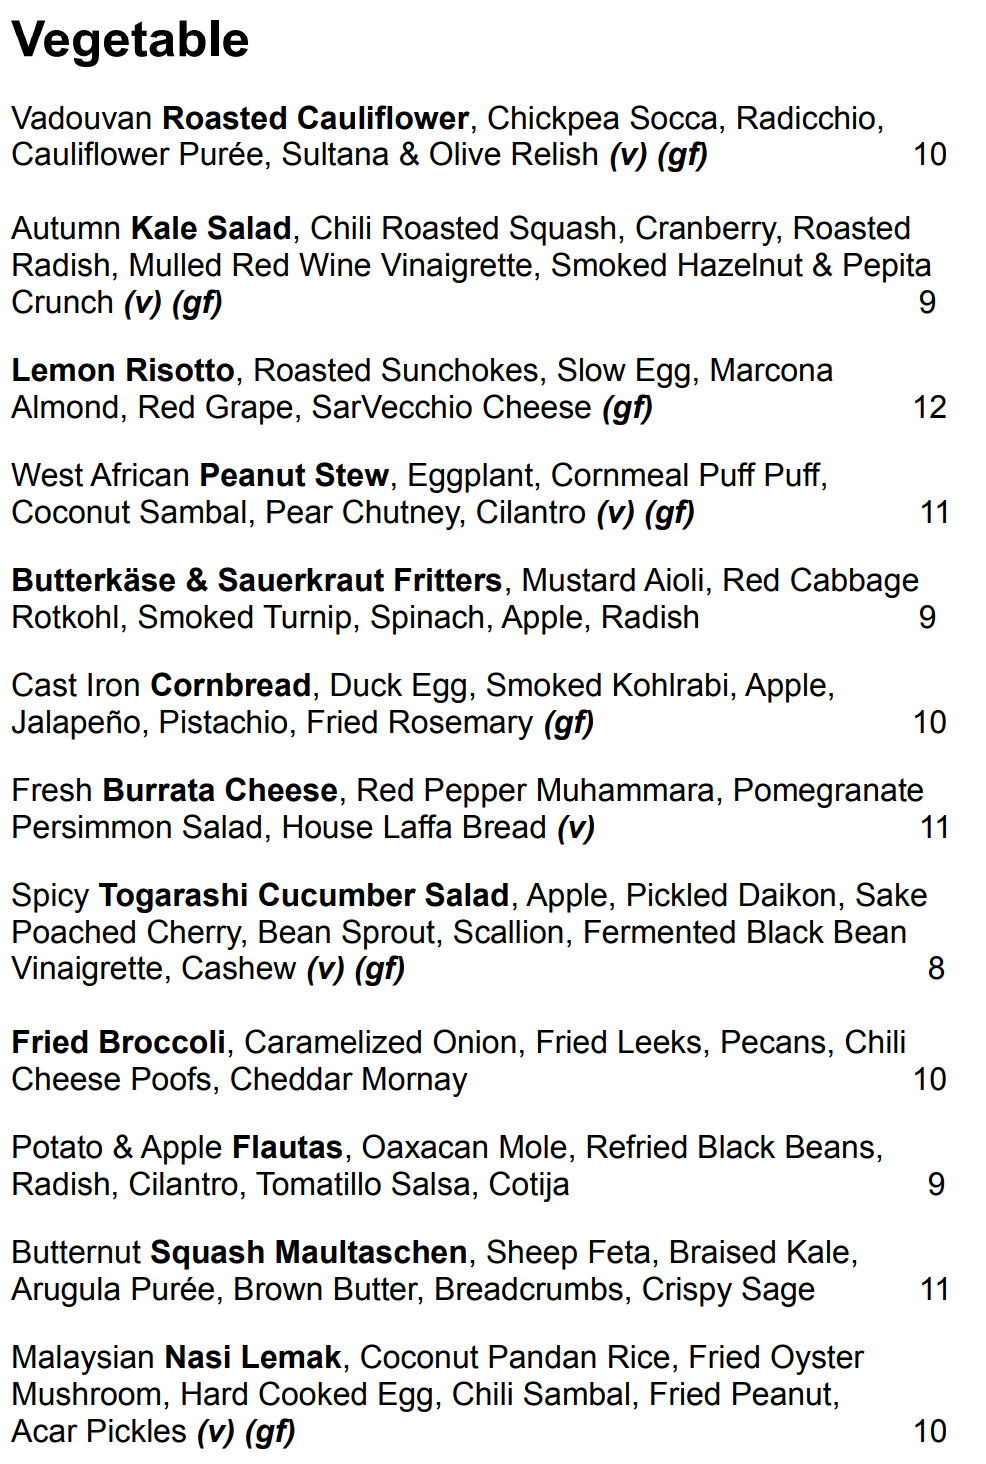 Vegetable
Vadouvan Roasted Cauliflower, Chickpea Socca, Radicchio,
Cauliflower Purée, Sultana & Olive Relish (v) (gf) 10
Autumn Kale Salad, Chili Roasted Squash, Cranberry, Roasted
Radish, Mulled Red Wine Vinaigrette, Smoked Hazelnut & Pepita
Crunch (v) (gf) 9
Lemon Risotto, Roasted Sunchokes, Slow Egg, Marcona
Almond, Red Grape, SarVecchio Cheese (gf) 12
West African Peanut Stew, Eggplant, Cornmeal Puff Puff,
Coconut Sambal, Pear Chutney, Cilantro (v) (gf) 11
Butterkäse & Sauerkraut Fritters, Mustard Aioli, Red Cabbage
Rotkohl, Smoked Turnip, Spinach, Apple, Radish 9
Cast Iron Cornbread, Duck Egg, Smoked Kohlrabi, Apple,
Jalapeño, Pistachio, Fried Rosemary (gf) 10
Fresh Burrata Cheese, Red Pepper Muhammara, Pomegranate
Persimmon Salad, House Laffa Bread (v) 11
Spicy Togarashi Cucumber Salad, Apple, Pickled Daikon, Sake
Poached Cherry, Bean Sprout, Scallion, Fermented Black Bean
Vinaigrette, Cashew (v) (gf) 8
Fried Broccoli, Caramelized Onion, Fried Leeks, Pecans, Chili
Cheese Poofs, Cheddar Mornay 10
Potato & Apple Flautas, Oaxacan Mole, Refried Black Beans,
Radish, Cilantro, Tomatillo Salsa, Cotija 9
Butternut Squash Maultaschen, Sheep Feta, Braised Kale,
Arugula Purée, Brown Butter, Breadcrumbs, Crispy Sage 11
Malaysian Nasi Lemak, Coconut Pandan Rice, Fried Oyster
Mushroom, Hard Cooked Egg, Chili Sambal, Fried Peanut,
Acar Pickles (v) (gf) 10